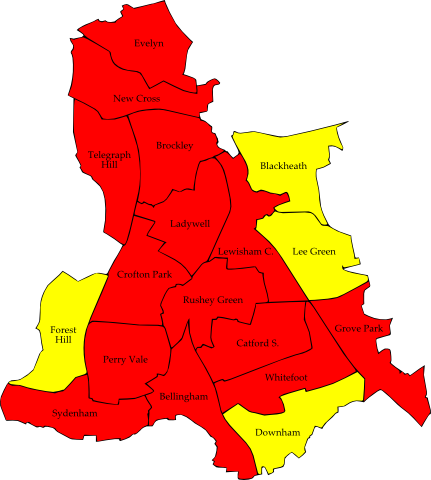 Evelyn
New Cross
Telegraph
Hill
Brockley
Blackheath
Ladywell
Lewisham C.
Lee Green
Crofton Park
Rushey Green
Forest
Hill
Perry Vale
Catford S.
Grove Park
Whitefoot
Bellingham
Sydenham
Downham